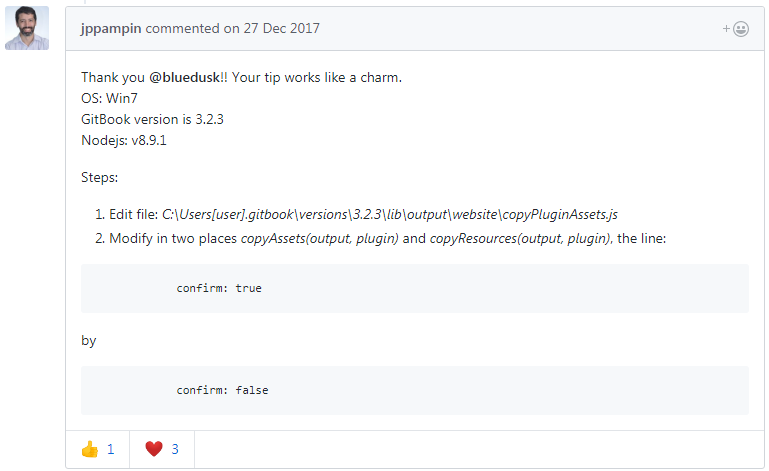 jppampin commented on 27 Dec 2017
Thank you @bluedusk!! Your tip works like a charm.
OS: Win7
GitBook version is 3.2.3
Nodejs: v8.9.1
Steps:
1. Edit file: C:\Users[user].gitbook\versions\3.2.3\lib\output\website\copyPluginAssets.js
2. Modify in two places copyAssets(output, plugin) and copyResources(output, plugin), the line:
confirm: true
by
confirm: false
👍 1 ❤️ 3